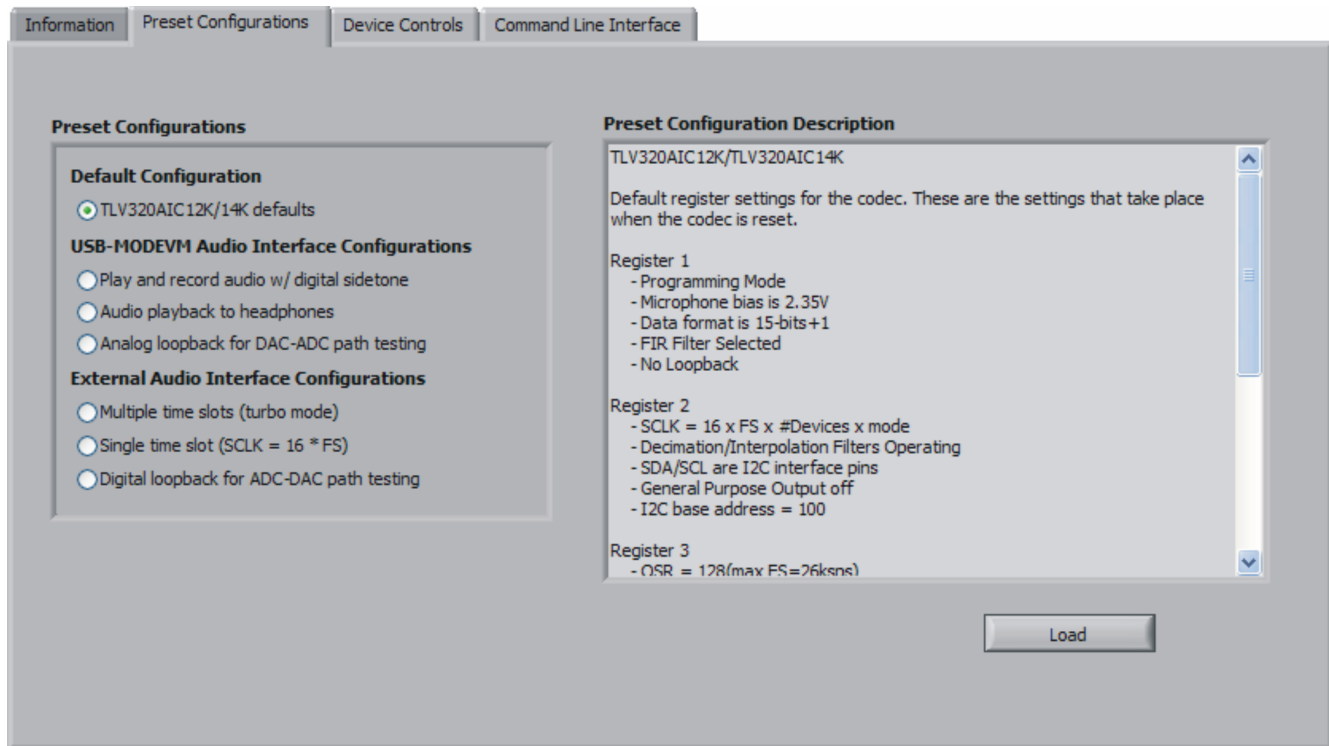 Information
Preset Configurations
Device Controls
Command Line Interface
Preset Configurations
Default Configuration
TLV320AIC12K/14K defaults
USB-MODEVM Audio Interface Configurations
Play and record audio w/ digital sidetone
Audio playback to headphones
Analog loopback for DAC-ADC path testing
External Audio Interface Configurations
Multiple time slots (turbo mode)
Single time slot (SCLK = 16 * FS)
Digital loopback for ADC-DAC path testing
Preset Configuration Description
TLV320AIC12K/TLV320AIC14K
Default register settings for the codec. These are the settings that take place
when the codec is reset.
Register 1
- Programming Mode
- Microphone bias is 2.35V
- Data format is 15-bits+1
- FIR Filter Selected
- No Loopback
Register 2
- SCLK = 16 x FS x #Devices x mode
- Decimation/Interpolation Filters Operating
- SDA/SCL are I2C interface pins
- General Purpose Output off
- I2C base address = 100
Register 3
- OSR = 128(max FS=26ksps)
Load